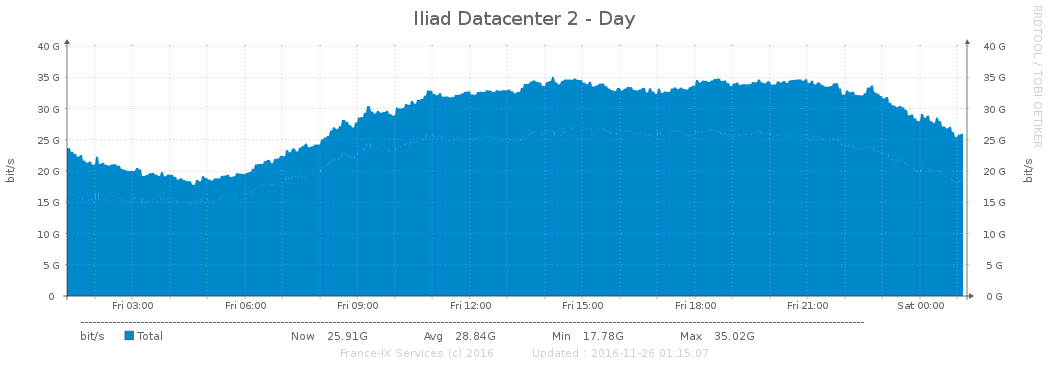 Iliad Datacenter 2 - Day
RRDTOOL / TOBI OETIKER
40 G 40 G
35 G 35 G
30 G 30 G
25 G 25 G
20 G 20 G
15 G 15 G
10 G 10 G
5 G 5 G
0 0 G
bit/s
bit/s
Fri 03:00 Fri 06:00 Fri 09:00 Fri 12:00 Fri 15:00 Fri 18:00 Fri 21:00 Sat 00:00
bit/s Total Now 25.91G Avg 28.84G Min 17.78G Max 35.02G
France-IX Services (c) 2016 Updated : 2016-11-26 01:15:07